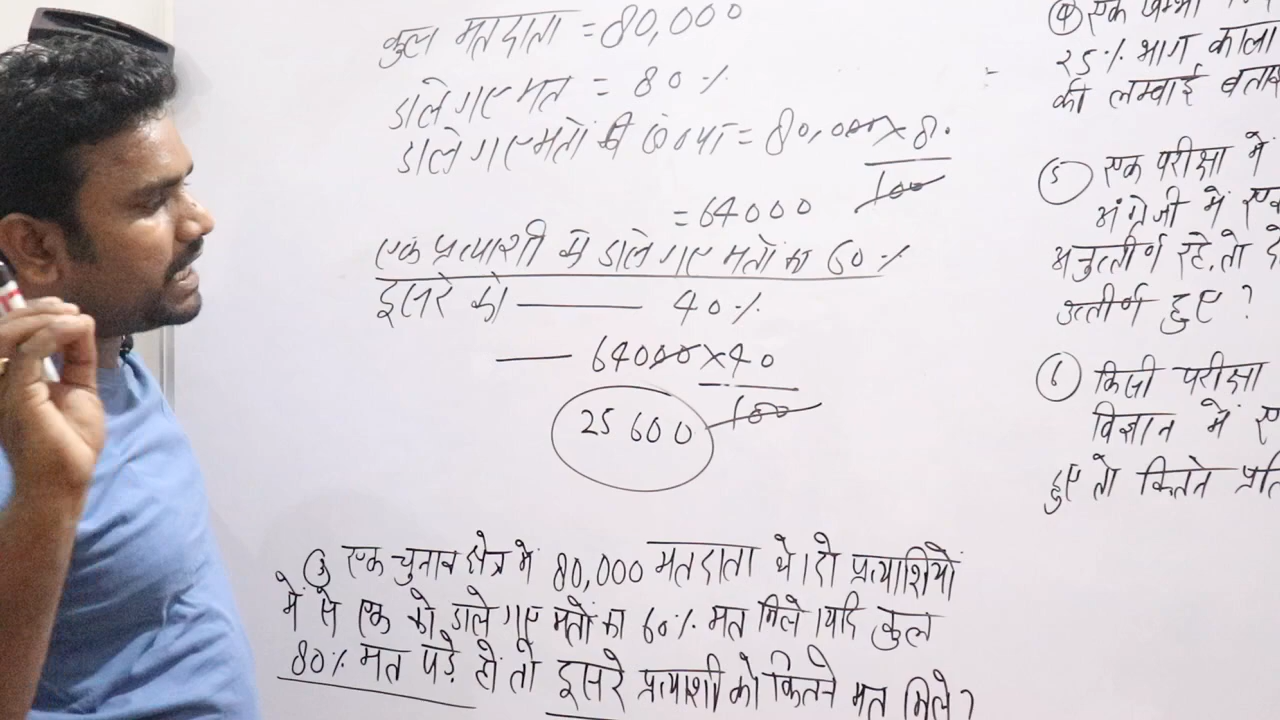 कुल मतदाता = 80,000
डाले गए मत = 80%
डाले गए मतों की संख्या = 80,000 × 80
100
= 64000
एक प्रत्याशी को डाले गए मतों का 60%
दूसरे को — 40%
— 64000 × 40
100
25600
③ एक चुनाव क्षेत्र में 80,000 मतदाता थे। दो प्रत्याशियों
में से एक को डाले गए मतों का 60% मत मिले। यदि कुल
80% मत पड़े हों तो दूसरे प्रत्याशी को कितने मत मिले?
④ एक खम्भा
25% भाग काला
की लम्बाई
⑤ एक परीक्षा में
अंग्रेजी में
अनुत्तीर्ण रहे, तो
उत्तीर्ण हुए?
⑥ किसी परीक्षा
विज्ञान में
हुए तो कितने